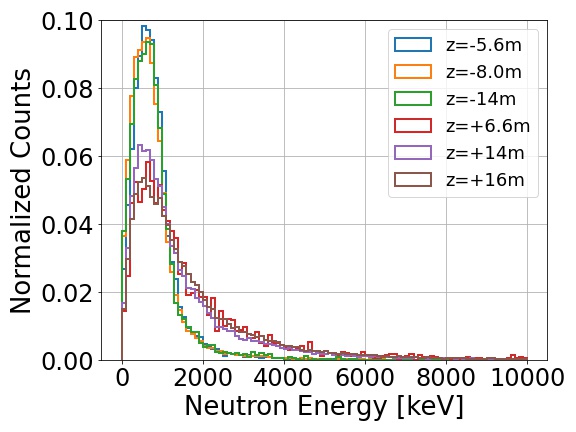 0.10
0.08
0.06
0.04
0.02
0.00
Normalized Counts
z=-5.6m
z=-8.0m
z=-14m
z=+6.6m
z=+14m
z=+16m
0 2000 4000 6000 8000 10000
Neutron Energy [keV]